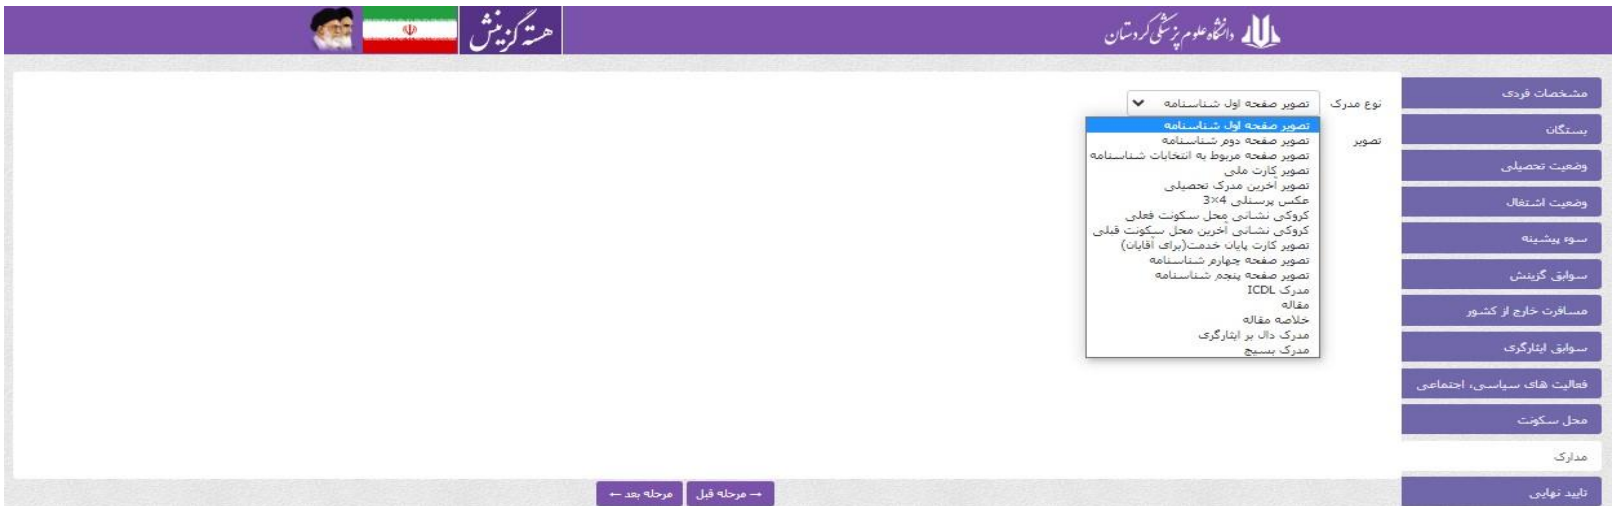 دانشگاه علوم پزشکی کردستان
هسته گزینش
مشخصات فردی
بستگان
وضعیت تحصیلی
وضعیت اشتغال
سوء پیشینه
سوابق گزینش
مسافرت خارج از کشور
سوابق ایثارگری
فعالیت های سیاسی، اجتماعی
محل سکونت
مدارک
تایید نهایی
نوع مدرک
تصویر صفحه اول شناسنامه
تصویر
تصویر صفحه اول شناسنامه
تصویر صفحه دوم شناسنامه
تصویر صفحه مربوط به انتخابات شناسنامه
تصویر کارت ملی
تصویر آخرین مدرک تحصیلی
عکس پرسنلی 4×3
کروکی نشانی محل سکونت فعلی
کروکی نشانی آخرین محل سکونت قبلی
تصویر کارت پایان خدمت(برای آقایان)
تصویر صفحه چهارم شناسنامه
تصویر صفحه پنجم شناسنامه
مدرک ICDL
مقاله
خلاصه مقاله
مدرک دال بر ایثارگری
مدرک بسیج
→ مرحله قبل
مرحله بعد ←